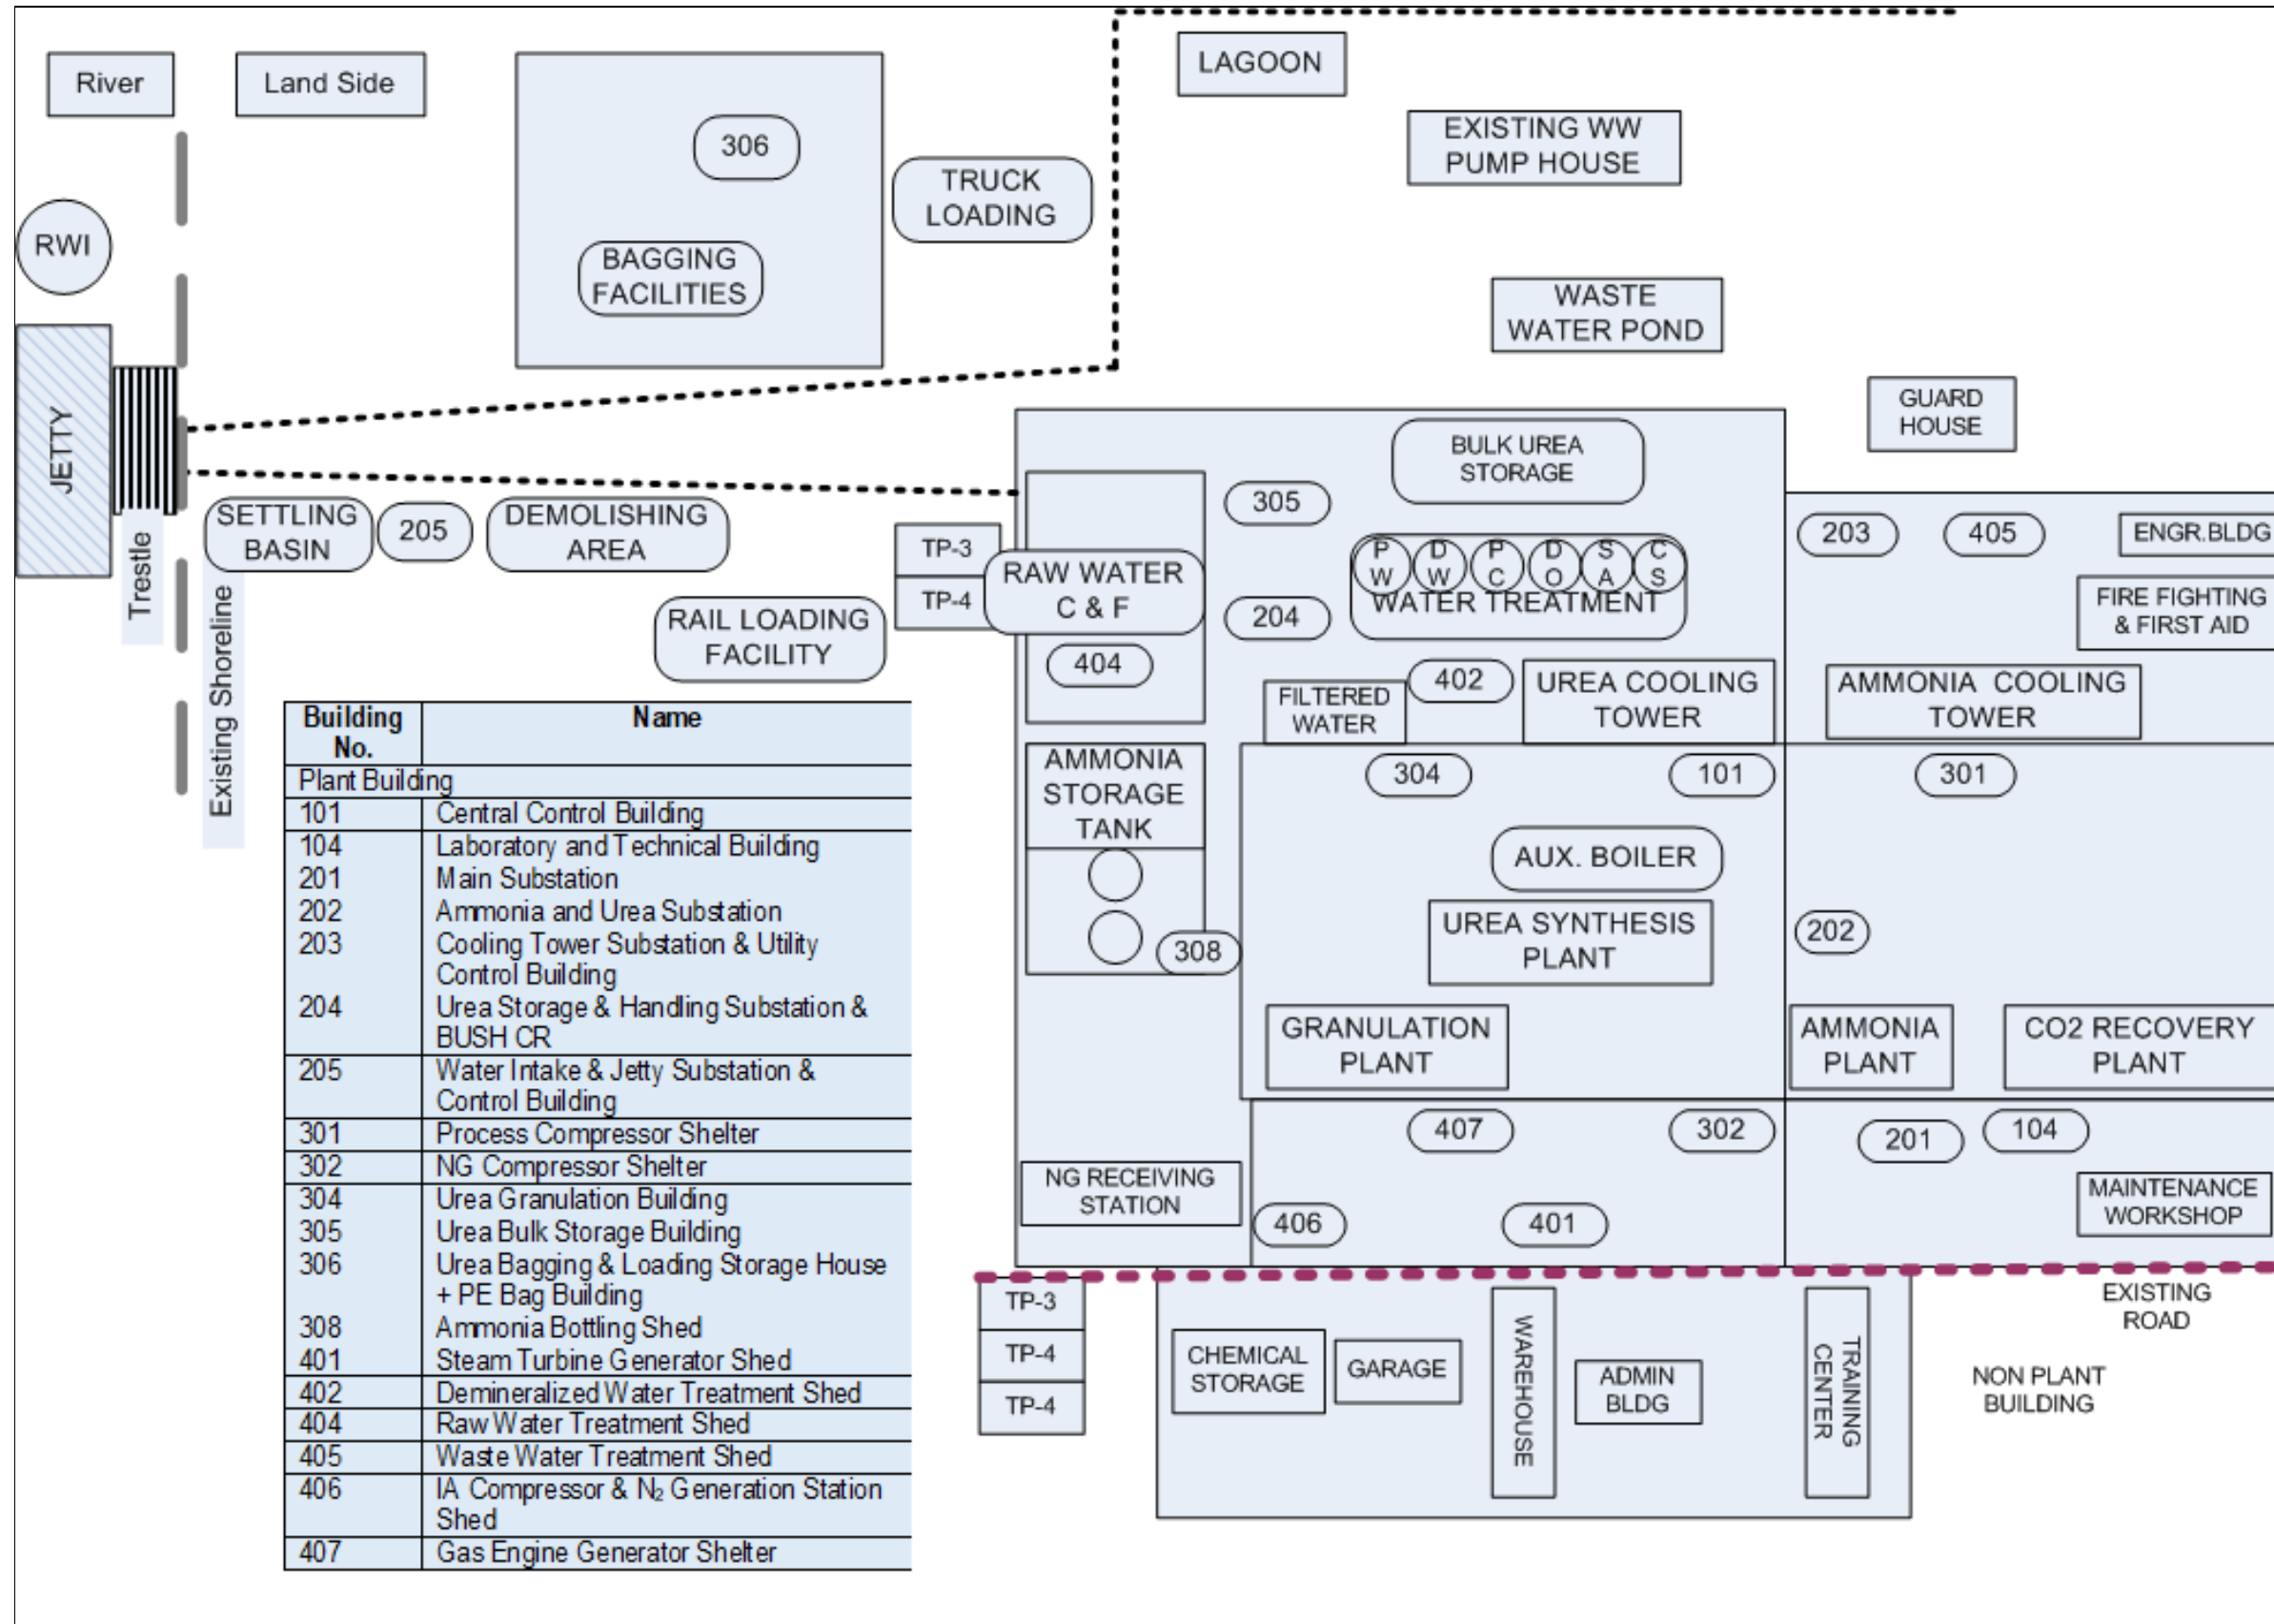 River
Land Side
306
BAGGING
FACILITIES
TRUCK
LOADING
LAGOON
EXISTING WW
PUMP HOUSE
WASTE
WATER POND
GUARD
HOUSE
RWI
JETTY
Trestle
Existing Shoreline
SETTLING
BASIN
205
DEMOLISHING
AREA
RAIL LOADING
FACILITY
TP-3
TP-4
RAW WATER
C & F
404
305
204
BULK UREA
STORAGE
P
W
D
W
P
C
D
O
S
A
C
S
WATER TREATMENT
402
FILTERED
WATER
UREA COOLING
TOWER
203
405
ENGR.BLDG
FIRE FIGHTING
& FIRST AID
AMMONIA COOLING
TOWER
AMMONIA
STORAGE
TANK
308
304
101
301
AUX. BOILER
UREA SYNTHESIS
PLANT
202
GRANULATION
PLANT
AMMONIA
PLANT
CO2 RECOVERY
PLANT
407
302
201
104
NG RECEIVING
STATION
406
401
MAINTENANCE
WORKSHOP
TP-3
TP-4
TP-4
CHEMICAL
STORAGE
GARAGE
WAREHOUSE
ADMIN
BLDG
TRAINING
CENTER
EXISTING
ROAD
NON PLANT
BUILDING
Building No. Name
Plant Building
101 Central Control Building
104 Laboratory and Technical Building
201 Main Substation
202 Ammonia and Urea Substation
203 Cooling Tower Substation & Utility
Control Building
204 Urea Storage & Handling Substation &
BUSH CR
205 Water Intake & Jetty Substation &
Control Building
301 Process Compressor Shelter
302 NG Compressor Shelter
304 Urea Granulation Building
305 Urea Bulk Storage Building
306 Urea Bagging & Loading Storage House
+ PE Bag Building
308 Ammonia Bottling Shed
401 Steam Turbine Generator Shed
402 Demineralized Water Treatment Shed
404 Raw Water Treatment Shed
405 Waste Water Treatment Shed
406 IA Compressor & N₂ Generation Station
Shed
407 Gas Engine Generator Shelter